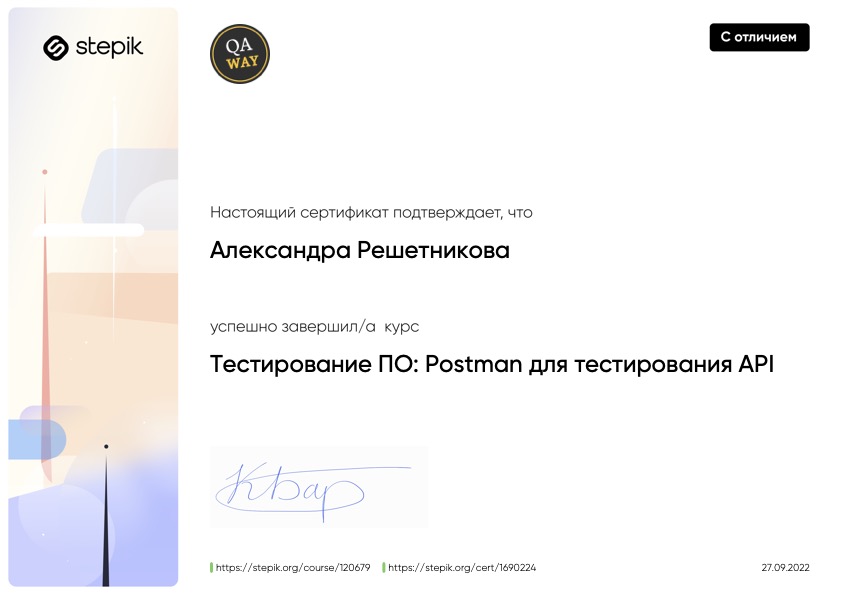 stepik
QA
WAY
С отличием
Настоящий сертификат подтверждает, что
Александра Решетникова
успешно завершил/а курс
Тестирование ПО: Postman для тестирования API
КБар
https://stepik.org/course/120679
https://stepik.org/cert/1690224
27.09.2022